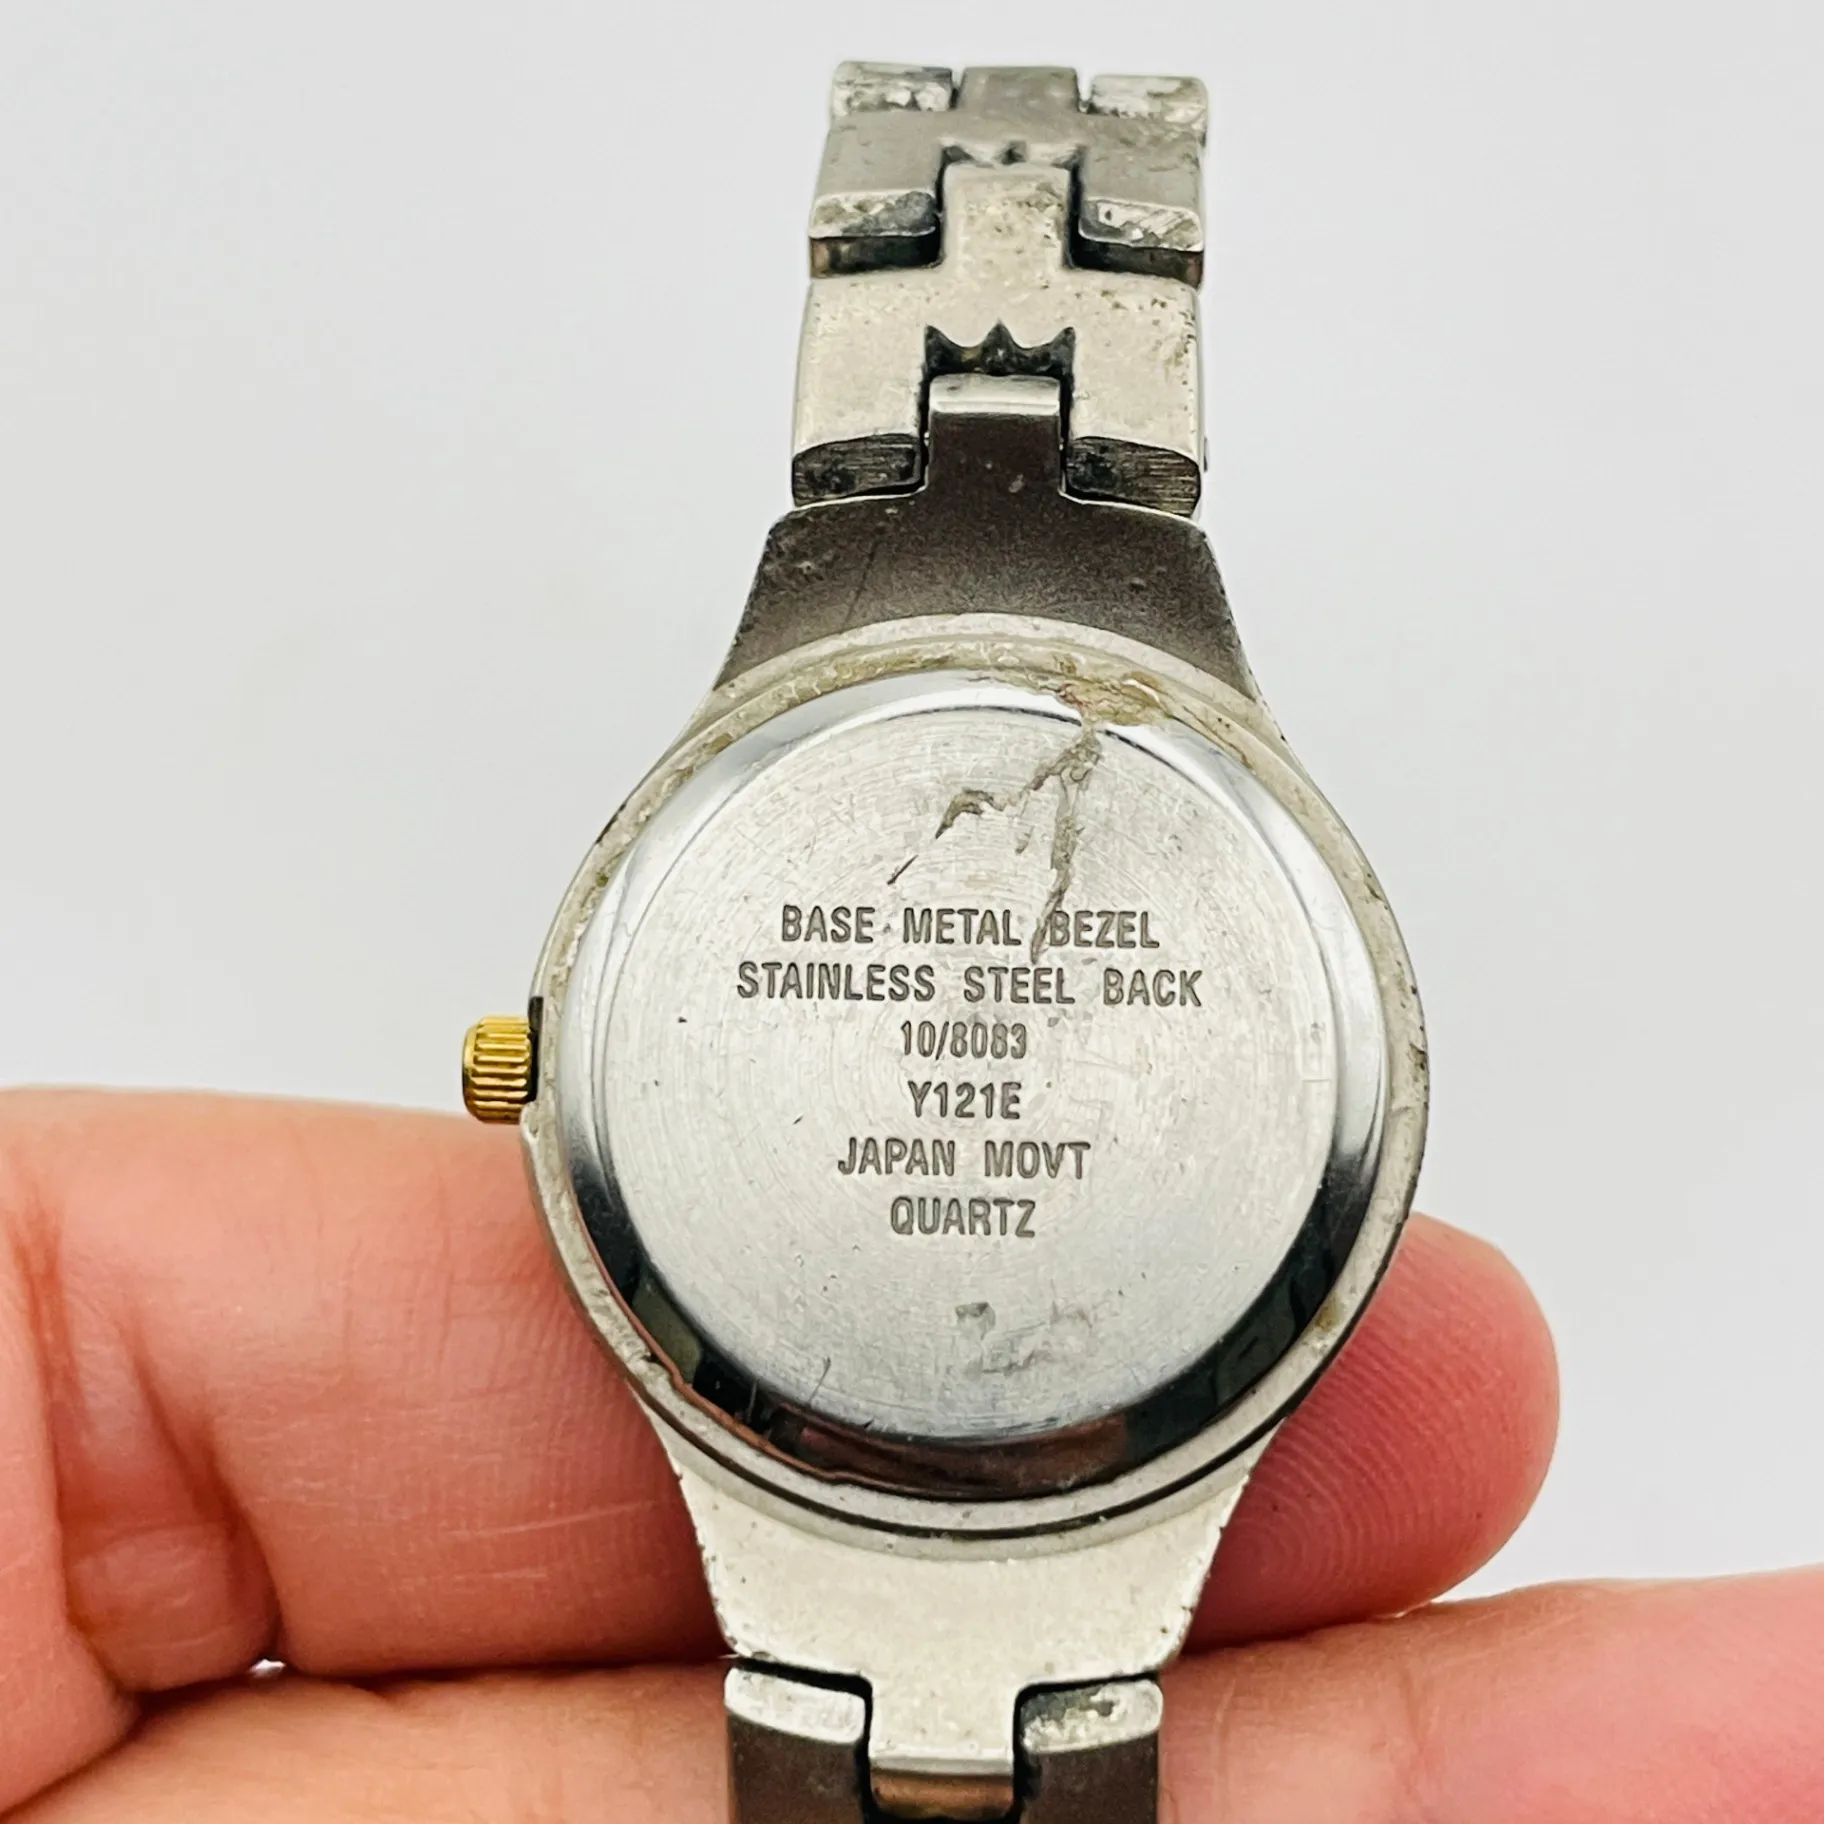 BASE METAL BEZEL
STAINLESS STEEL BACK
10/8083
Y121E
JAPAN MOVT
QUARTZ